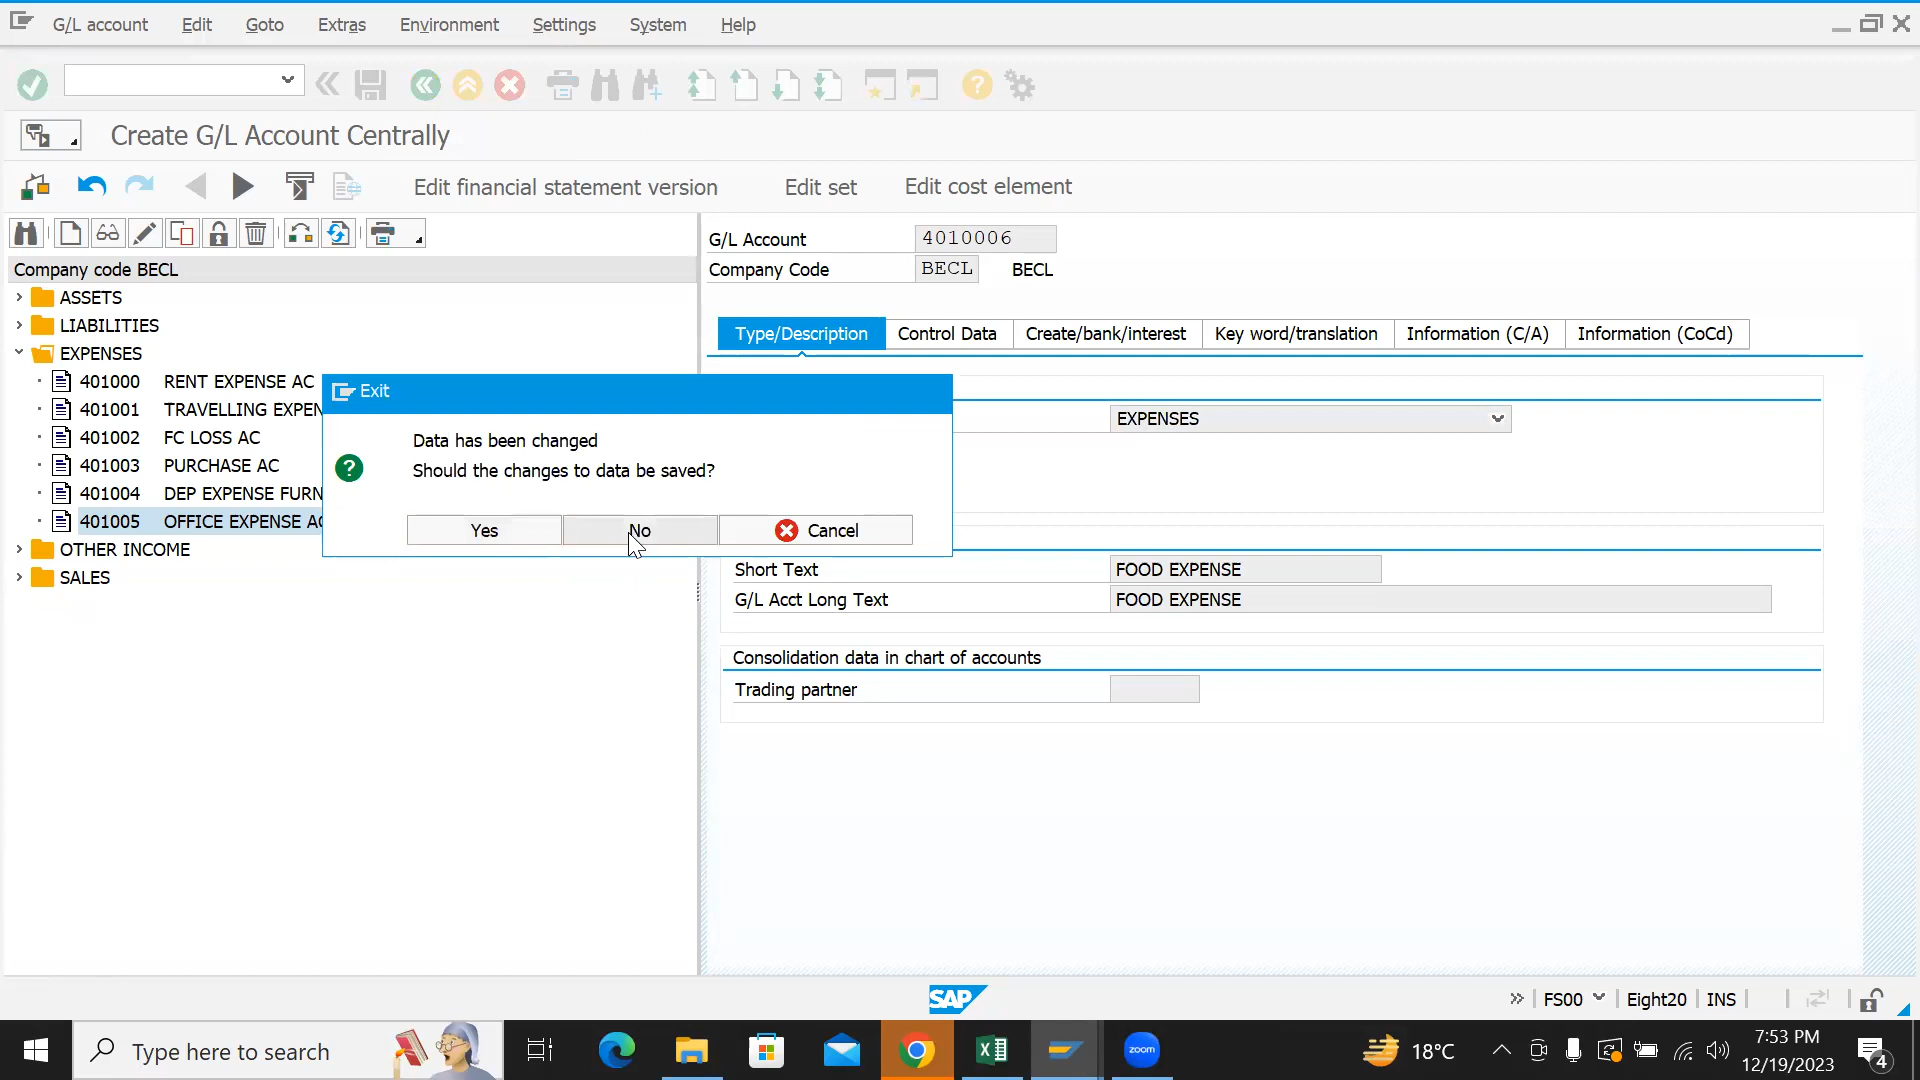 G/L account Edit Goto Extras Environment Settings System Help
Create G/L Account Centrally
Edit financial statement version Edit set Edit cost element
Company code BECL
ASSETS
LIABILITIES
EXPENSES
401000 RENT EXPENSE AC
401001 TRAVELLING EXPEN
401002 FC LOSS AC
401003 PURCHASE AC
401004 DEP EXPENSE FURN
401005 OFFICE EXPENSE AC
OTHER INCOME
SALES
G/L Account 4010006
Company Code BECL BECL
Type/Description Control Data Create/bank/interest Key word/translation Information (C/A) Information (CoCd)
EXPENSES
Exit
Data has been changed
Should the changes to data be saved?
Yes No Cancel
Short Text FOOD EXPENSE
G/L Acct Long Text FOOD EXPENSE
Consolidation data in chart of accounts
Trading partner
SAP
FS00 Eight20 INS
Type here to search
zoom
18°C
7:53 PM
12/19/2023
4